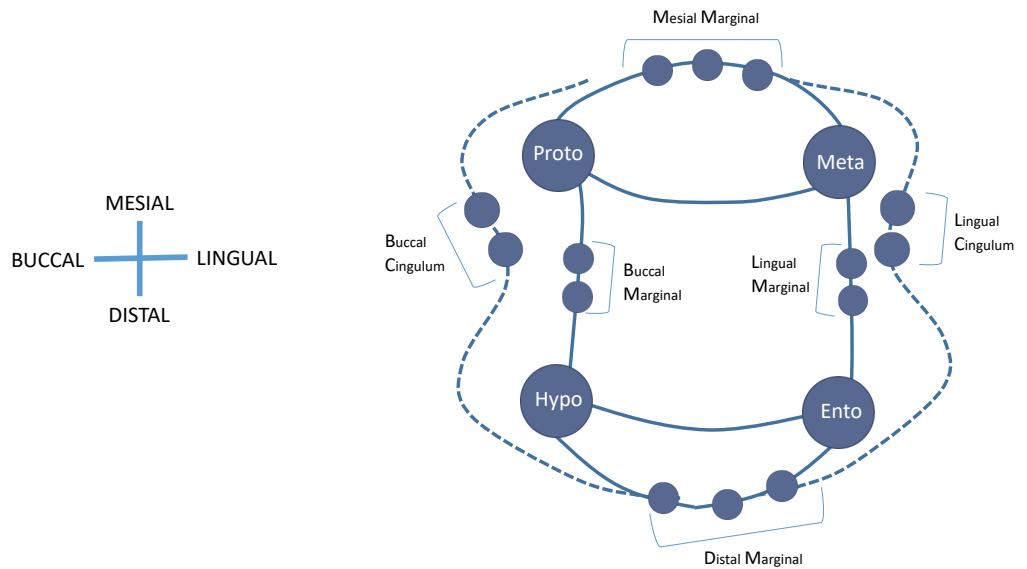 Mesial Marginal
Proto
Meta
MESIAL
BUCCAL
LINGUAL
DISTAL
Buccal
Cingulum
Buccal
Marginal
Lingual
Marginal
Lingual
Cingulum
Hypo
Ento
Distal Marginal